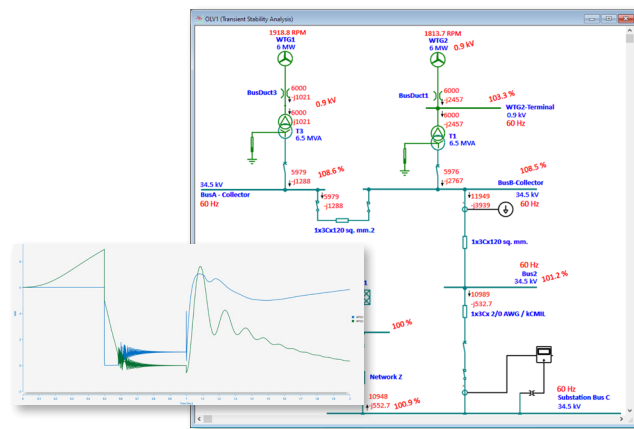 OLV1 (Transient Stability Analysis)
1918.8 RPM
WTG1
6 MW
1813.7 RPM
WTG2
6 MW
0.9 kV
BusDuct3
6000
-j1021
0.9 kV
6000
-j1021
T3
6.5 MVA
BusDuct1
6000
-j2457
103.3 %
WTG2-Terminal
0.9 kV
60 Hz
6000
-j2457
T1
6.5 MVA
5979
-j1288
108.6 %
5976
-j2767
108.5 %
34.5 kV
BusA - Collector
60 Hz
5979
-j1288
BusB-Collector
34.5 kV
60 Hz
11949
-j3939
1x3Cx120 sq. mm.2
1x3Cx120 sq. mm.
60 Hz
Bus2
34.5 kV
101.2 %
10989
-j532.7
1x3Cx 2/0 AWG / kCMIL
100 %
Network Z
10948
-j552.7
100.9 %
60 Hz
Substation Bus C
34.5 kV